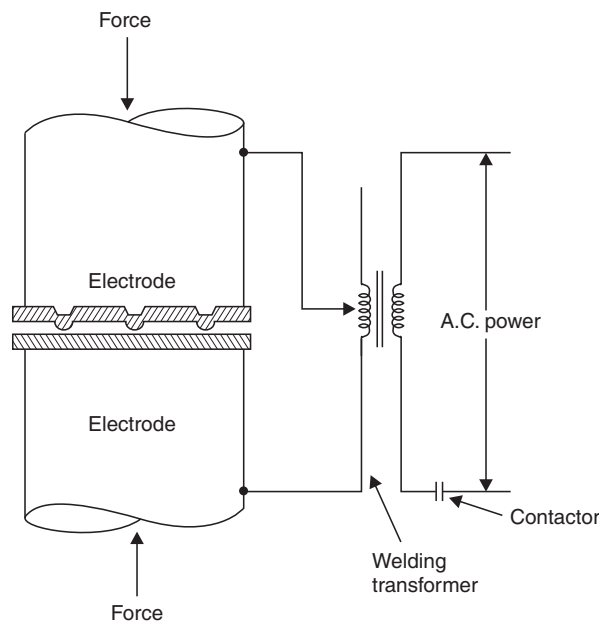 Force
Electrode
A.C. power
Electrode
Contactor
Welding
transformer
Force